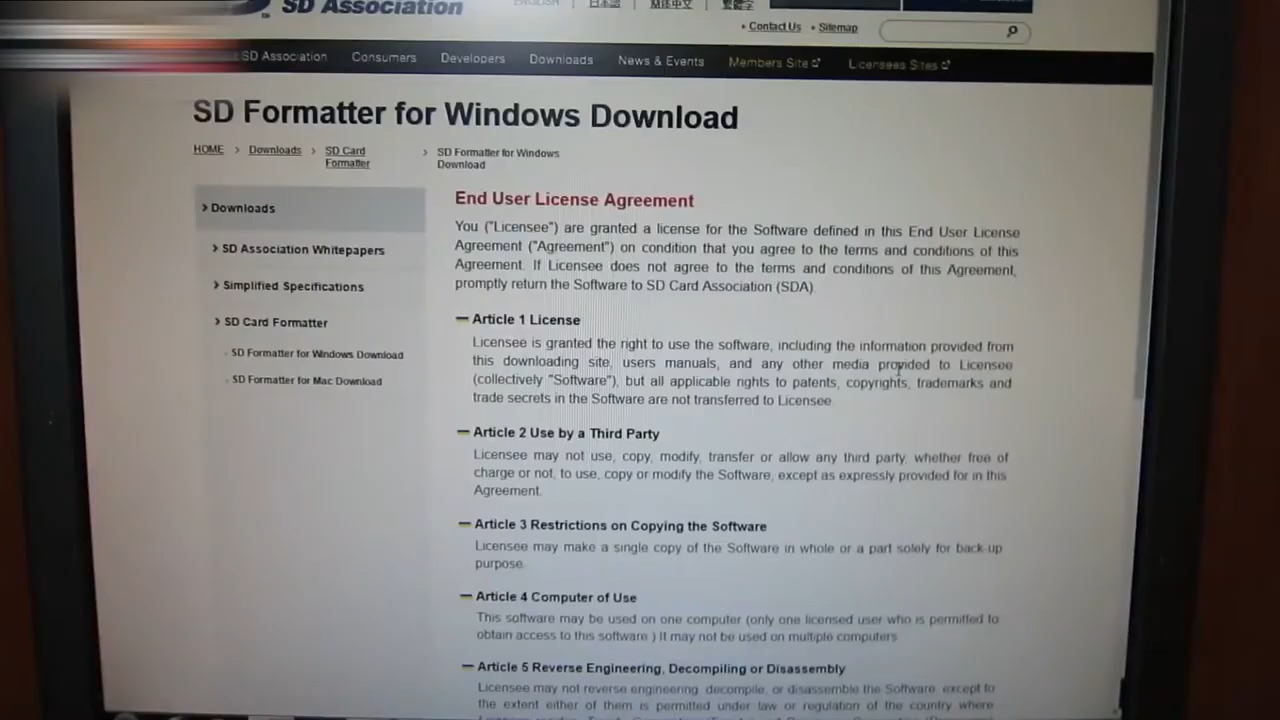 SD Association
ENGLISH | 日本語 | 简体中文 | 繁體字
Contact Us Sitemap
SD Association Consumers Developers Downloads News & Events Members Site Licensees Sites
SD Formatter for Windows Download
HOME > Downloads > SD Card Formatter > SD Formatter for Windows Download
> Downloads
> SD Association Whitepapers
> Simplified Specifications
> SD Card Formatter
SD Formatter for Windows Download
SD Formatter for Mac Download
End User License Agreement
You ("Licensee") are granted a license for the Software defined in this End User License
Agreement ("Agreement") on condition that you agree to the terms and conditions of this
Agreement. If Licensee does not agree to the terms and conditions of this Agreement,
promptly return the Software to SD Card Association (SDA).
Article 1 License
Licensee is granted the right to use the software, including the information provided from
this downloading site, users manuals, and any other media provided to Licensee
(collectively "Software"), but all applicable rights to patents, copyrights, trademarks and
trade secrets in the Software are not transferred to Licensee.
Article 2 Use by a Third Party
Licensee may not use, copy, modify, transfer or allow any third party, whether free of
charge or not, to use, copy or modify the Software, except as expressly provided for in this
Agreement.
Article 3 Restrictions on Copying the Software
Licensee may make a single copy of the Software in whole or a part solely for back-up
purpose.
Article 4 Computer of Use
This software may be used on one computer (only one licensed user who is permitted to
obtain access to this software.) It may not be used on multiple computers
Article 5 Reverse Engineering, Decompiling or Disassembly
Licensee may not reverse engineering, decompile, or disassemble the Software, except to
the extent either of them is permitted under law or regulation of the country where